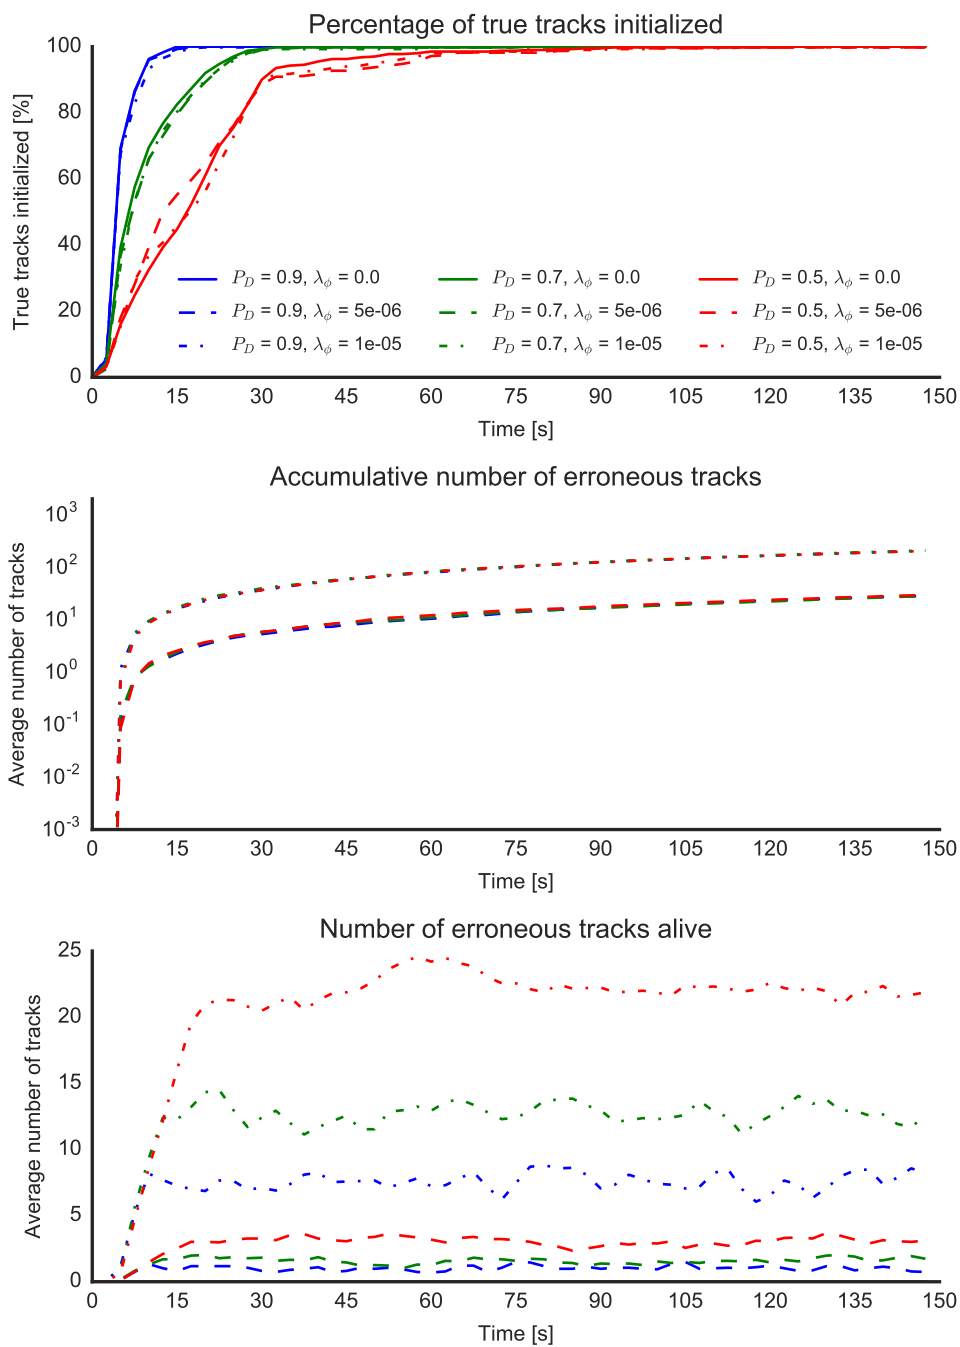 Percentage of true tracks initialized
True tracks initialized [%]
100
80
60
40
20
0
P_D = 0.9, λ_ϕ = 0.0
P_D = 0.7, λ_ϕ = 0.0
P_D = 0.5, λ_ϕ = 0.0
P_D = 0.9, λ_ϕ = 5e-06
P_D = 0.7, λ_ϕ = 5e-06
P_D = 0.5, λ_ϕ = 5e-06
P_D = 0.9, λ_ϕ = 1e-05
P_D = 0.7, λ_ϕ = 1e-05
P_D = 0.5, λ_ϕ = 1e-05
0 15 30 45 60 75 90 105 120 135 150
Time [s]
Accumulative number of erroneous tracks
Average number of tracks
10^3
10^2
10^1
10^0
10^-1
10^-2
10^-3
0 15 30 45 60 75 90 105 120 135 150
Time [s]
Number of erroneous tracks alive
Average number of tracks
25
20
15
10
5
0
0 15 30 45 60 75 90 105 120 135 150
Time [s]